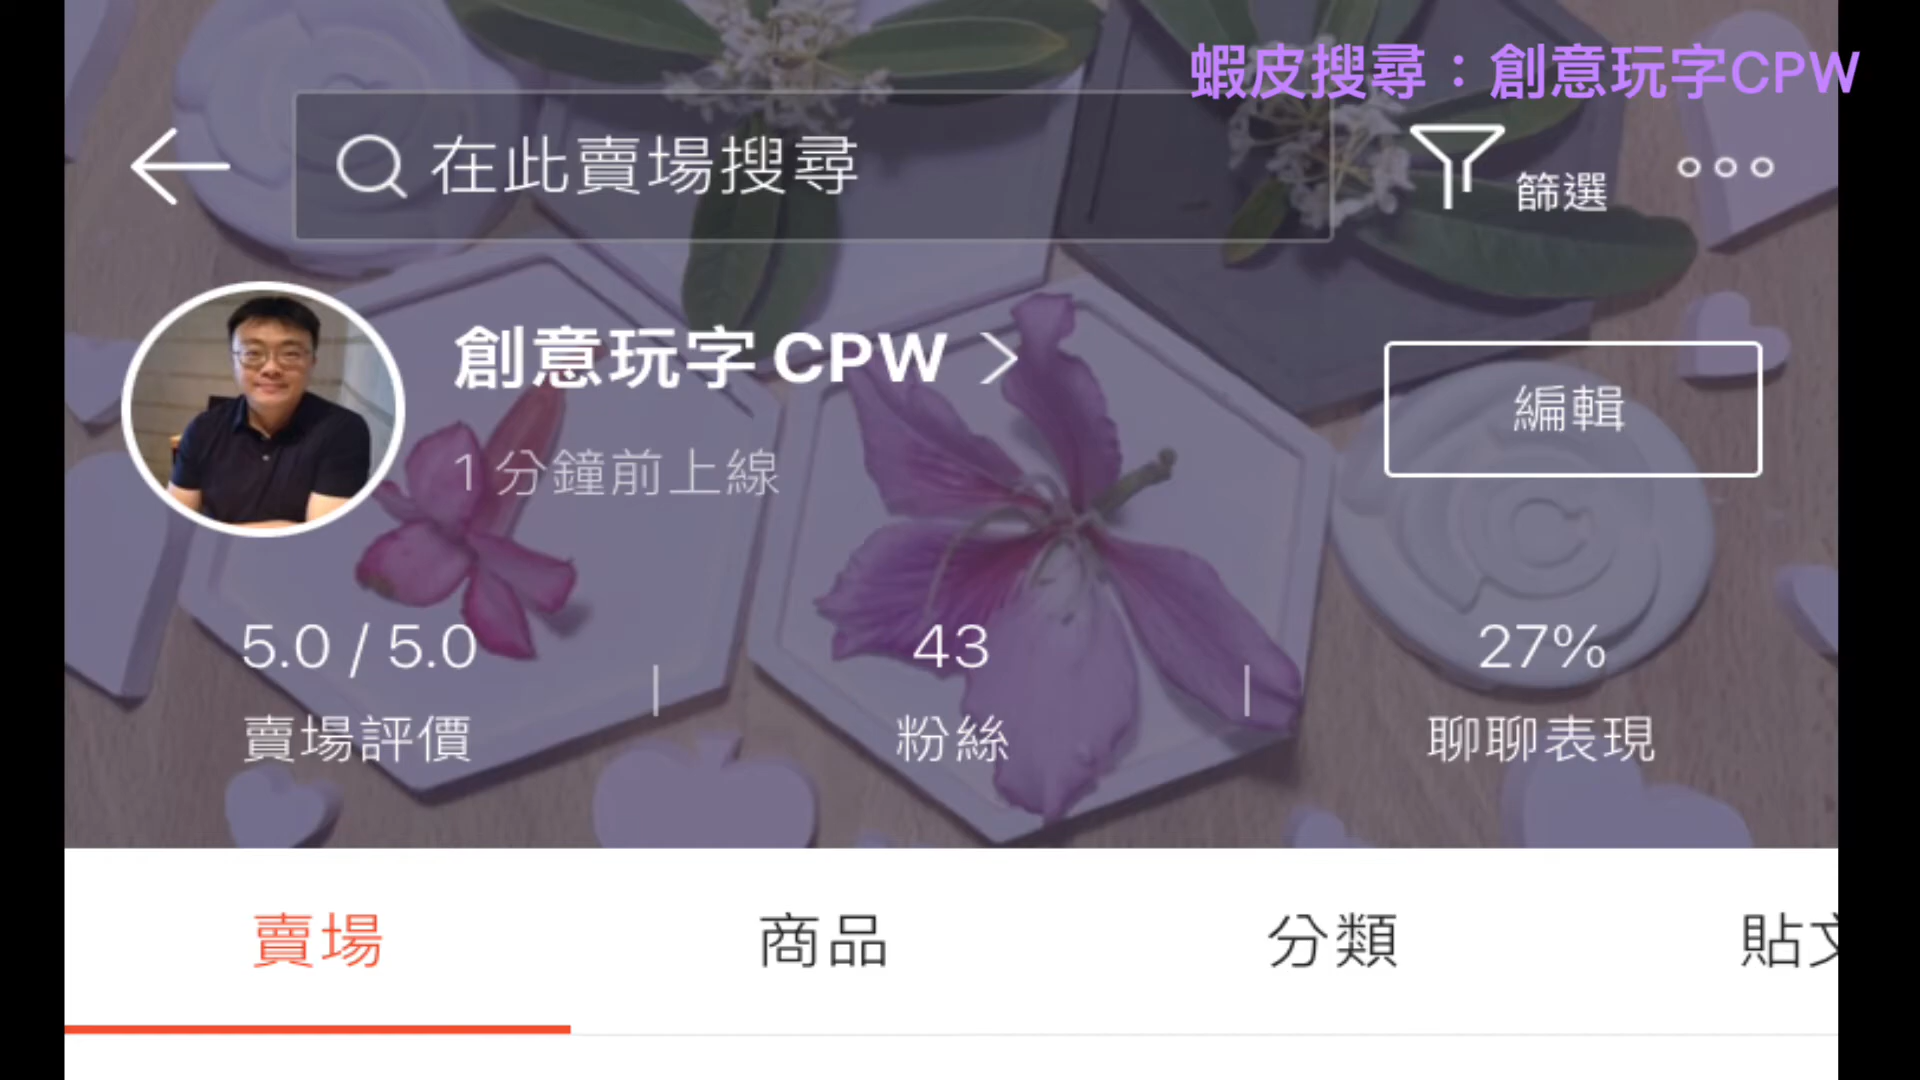 蝦皮搜尋：創意玩字CPW
在此賣場搜尋
篩選
創意玩字 CPW
1 分鐘前上線
編輯
5.0 / 5.0
43
27%
賣場評價
粉絲
聊聊表現
賣場
商品
分類
貼文